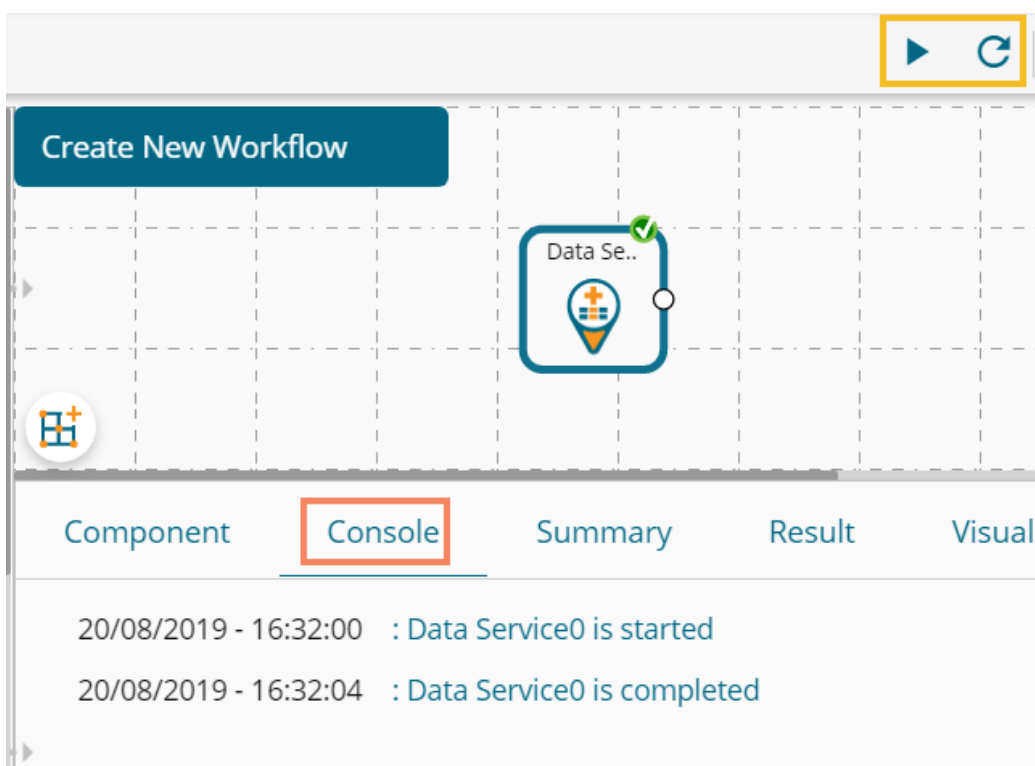 Create New Workflow
Data Se..
Component Console Summary Result Visual
20/08/2019 - 16:32:00 : Data Service0 is started
20/08/2019 - 16:32:04 : Data Service0 is completed